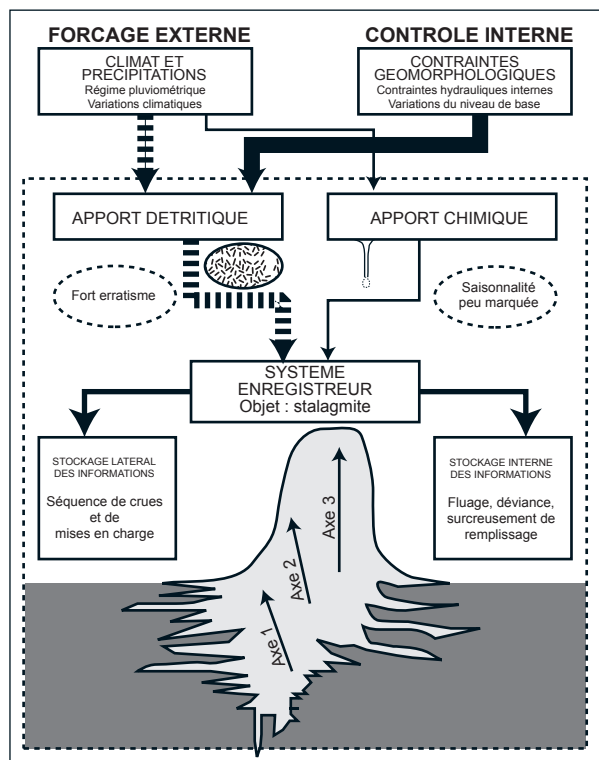 FORCAGE EXTERNE
CONTROLE INTERNE
CLIMAT ET
PRECIPITATIONS
Régime pluviométrique
Variations climatiques
CONTRAINTES
GEOMORPHOLOGIQUES
Contraintes hydrauliques internes
Variations du niveau de base
APPORT DETRITIQUE
APPORT CHIMIQUE
Fort erratisme
Saisonnalité
peu marquée
SYSTEME
ENREGISTREUR
Objet : stalagmite
STOCKAGE LATERAL
DES INFORMATIONS
Séquence de crues
et de
mises en charge
STOCKAGE INTERNE
DES INFORMATIONS
Fluage, déviance,
surcreusement de
remplissage
Axe 3
Axe 2
Axe 1